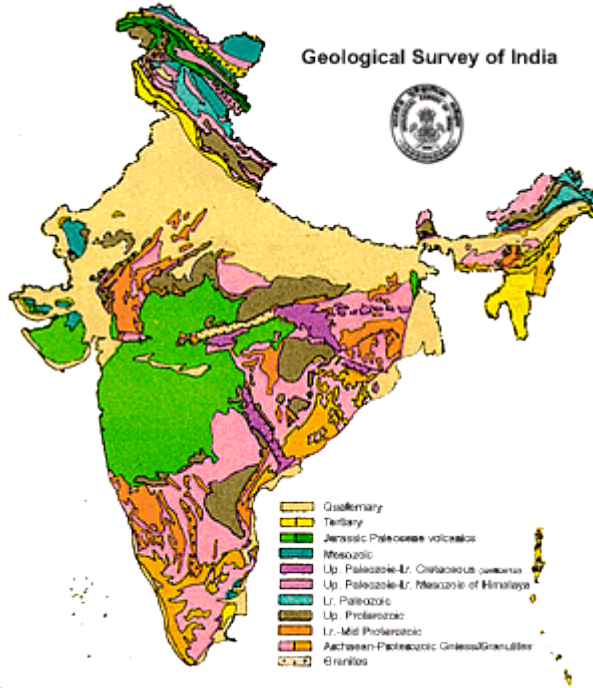 Geological Survey of India
Quaternary
Tertiary
Jurassic Paleocene volcanics
Mesozoic
Up. Paleozoic-Lr. Cretaceous
Up. Paleozoic-Lr. Mesozoic of Himalaya
Lr. Paleozoic
Up. Proterozoic
Lr.-Mid Proterozoic
Archaean-Proterozoic Gniess/Granulites
Granites